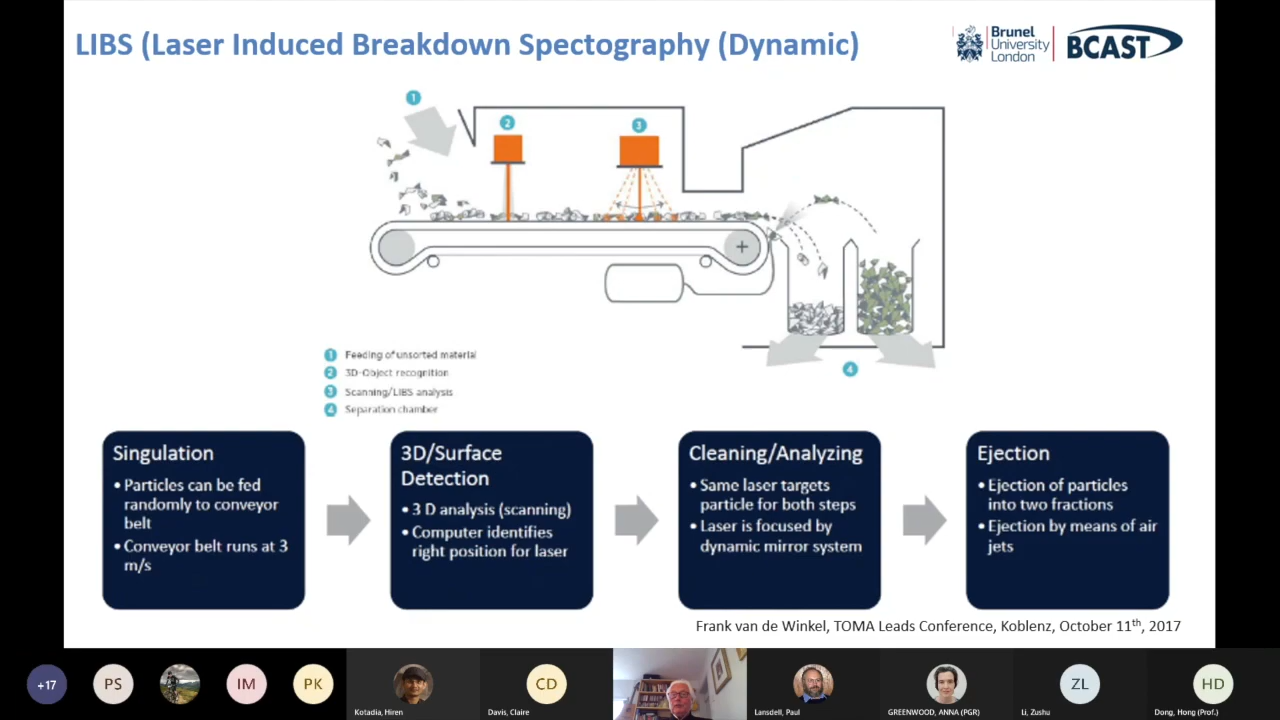 LIBS (Laser Induced Breakdown Spectography (Dynamic)
Brunel
University
London
BCAST
1
2
3
4
1 Feeding of unsorted material
2 3D-Object recognition
3 Scanning/LIBS analysis
4 Separation chamber
Singulation
• Particles can be fed
randomly to conveyor
belt
• Conveyor belt runs at 3
m/s
3D/Surface
Detection
• 3 D analysis (scanning)
• Computer identifies
right position for laser
Cleaning/Analyzing
• Same laser targets
particle for both steps
• Laser is focused by
dynamic mirror system
Ejection
• Ejection of particles
into two fractions
• Ejection by means of air
jets
Frank van de Winkel, TOMA Leads Conference, Koblenz, October 11th, 2017
+17
PS
IM
PK
Kotadia, Hiren
CD
Davis, Claire
Lansdell, Paul
GREENWOOD, ANNA (PGR)
ZL
Li, Zushu
HD
Dong, Hong (Prof.)